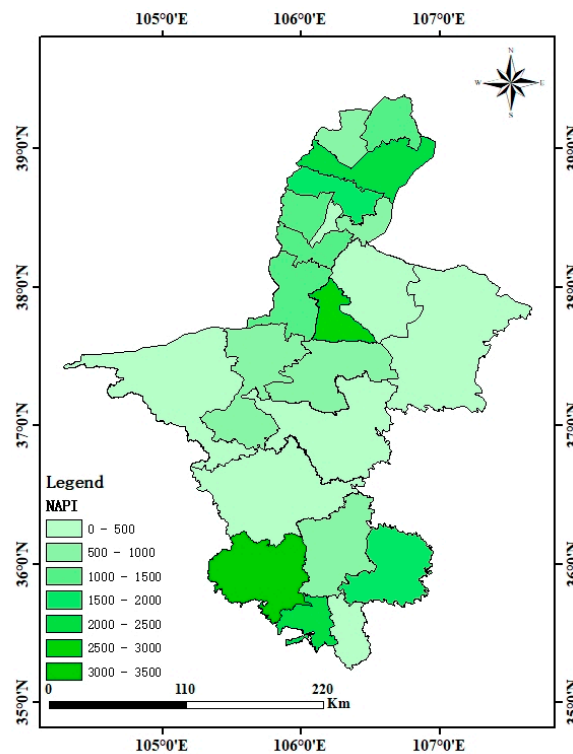 105°0'E 106°0'E 107°0'E
N
W E
S
39°0'N 39°0'N
38°0'N 38°0'N
37°0'N 37°0'N
36°0'N 36°0'N
35°0'N 35°0'N
Legend
NAPI
0 - 500
500 - 1000
1000 - 1500
1500 - 2000
2000 - 2500
2500 - 3000
3000 - 3500
0 110 220
Km
105°0'E 106°0'E 107°0'E